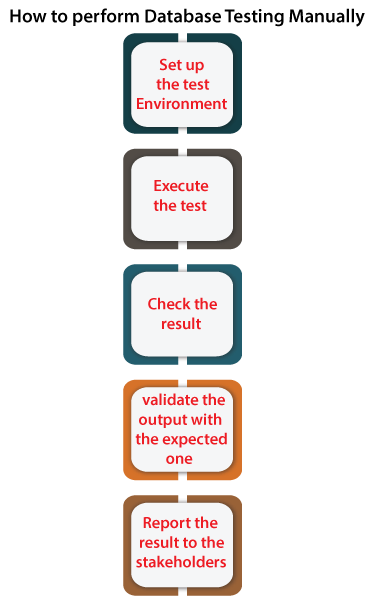 How to perform Database Testing Manually
Set up
the test
Environment
Execute
the test
Check the
result
validate the
output with
the expected
one
Report the
result to the
stakeholders